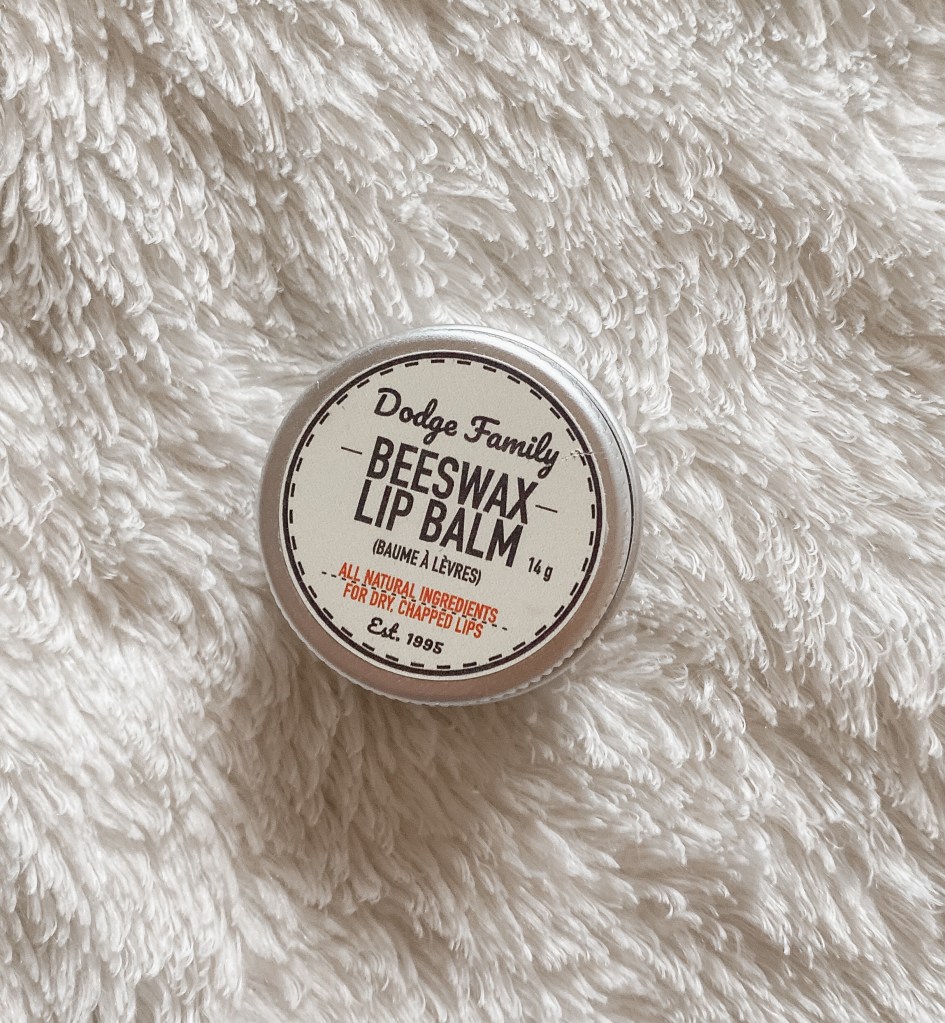 Dodge Family
BEESWAX
LIP BALM
14 g
(BAUME À LÈVRES)
ALL NATURAL INGREDIENTS
FOR DRY, CHAPPED LIPS
Est. 1995